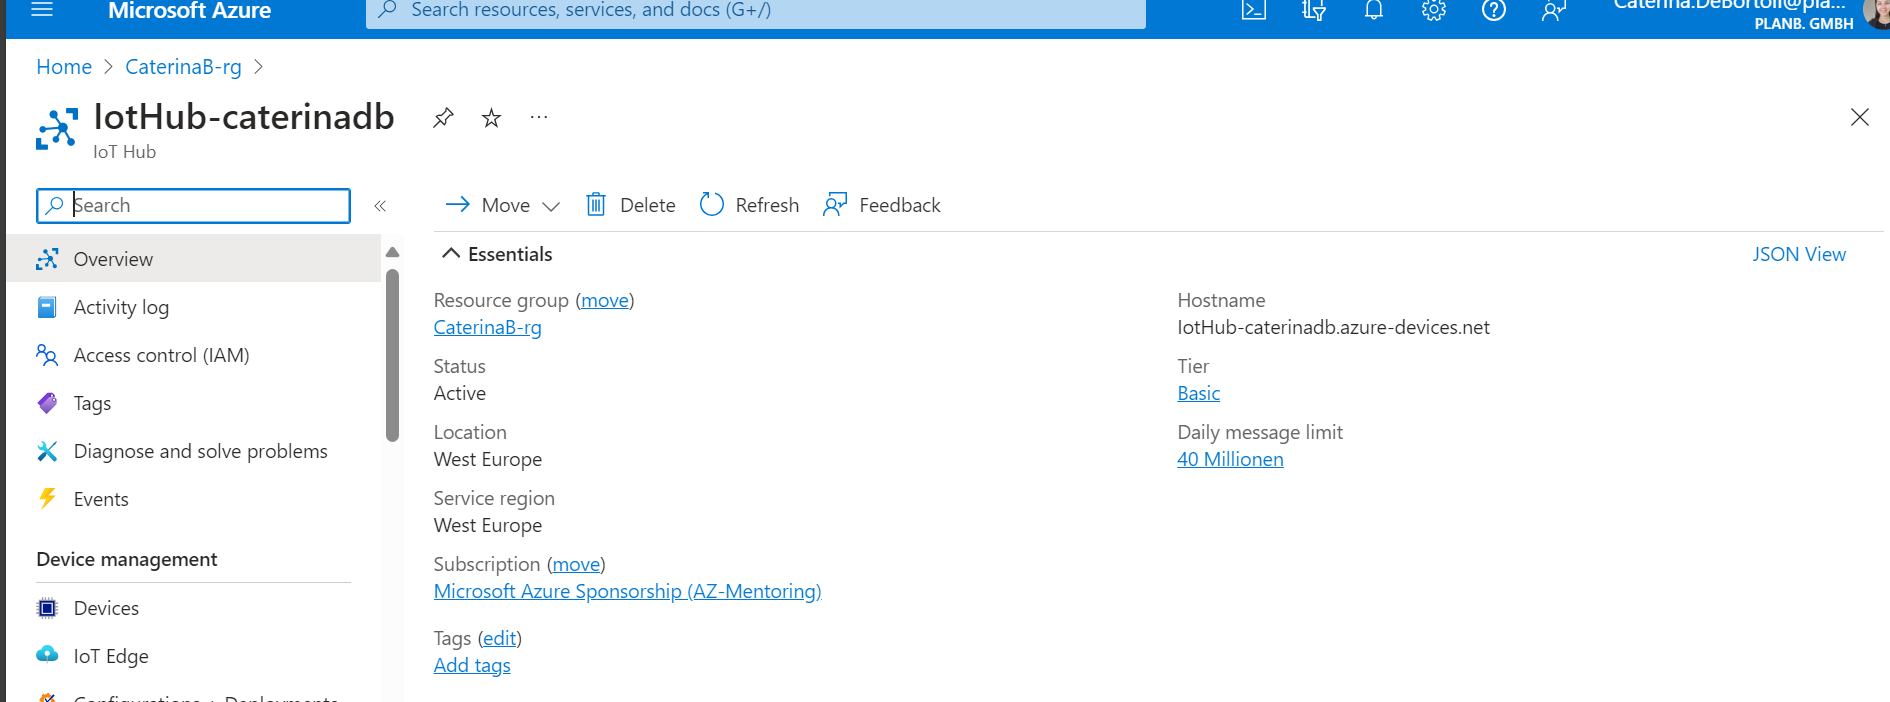 Microsoft Azure
Search resources, services, and docs (G+/)
PLANB. GMBH
Home > CaterinaB-rg >
IotHub-caterinadb
IoT Hub
Search
Move
Delete
Refresh
Feedback
Overview
Activity log
Access control (IAM)
Tags
Diagnose and solve problems
Events
Device management
Devices
IoT Edge
Essentials
JSON View
Resource group (move)
CaterinaB-rg
Status
Active
Location
West Europe
Service region
West Europe
Subscription (move)
Microsoft Azure Sponsorship (AZ-Mentoring)
Tags (edit)
Add tags
Hostname
IotHub-caterinadb.azure-devices.net
Tier
Basic
Daily message limit
40 Millionen